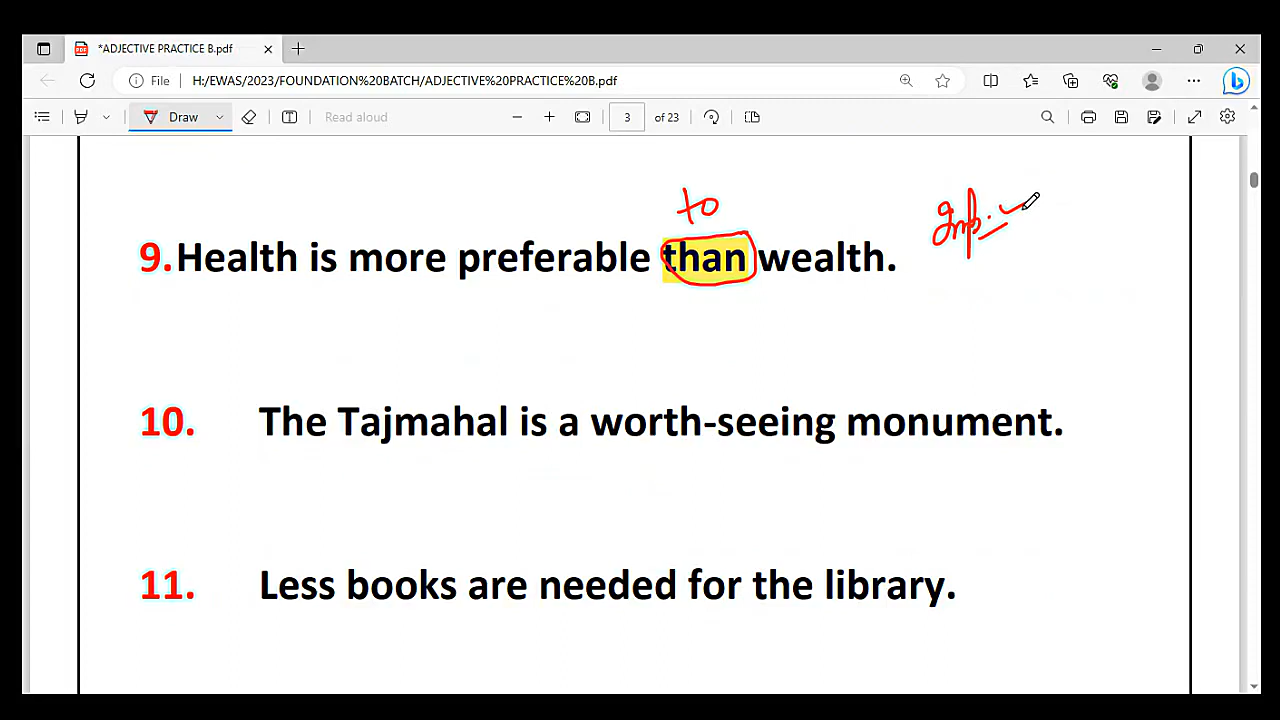 *ADJECTIVE PRACTICE B.pdf
File H:/EWAS/2023/FOUNDATION%20BATCH/ADJECTIVE%20PRACTICE%20B.pdf
Draw Read aloud 3 of 23
to
9. Health is more preferable than wealth.
10. The Tajmahal is a worth-seeing monument.
11. Less books are needed for the library.